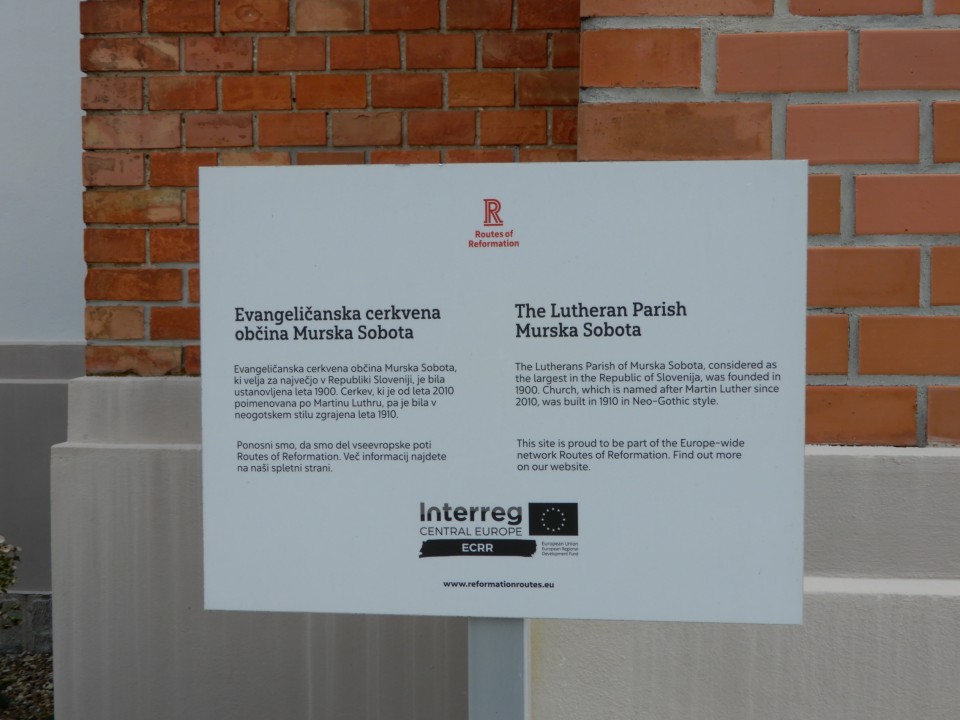 R
Routes of
Reformation
Evangeličanska cerkvena
občina Murska Sobota
Evangeličanska cerkvena občina Murska Sobota,
ki velja za največjo v Republiki Sloveniji, je bila
ustanovljena leta 1900. Cerkev, ki je od leta 2010
poimenovana po Martinu Luthru, pa je bila v
neogotskem stilu zgrajena leta 1910.
Ponosni smo, da smo del vseevropske poti
Routes of Reformation. Več informacij najdete
na naši spletni strani.
The Lutheran Parish
Murska Sobota
The Lutherans Parish of Murska Sobota, considered as
the largest in the Republic of Slovenija, was founded in
1900. Church, which is named after Martin Luther since
2010, was built in 1910 in Neo-Gothic style.
This site is proud to be part of the Europe-wide
network Routes of Reformation. Find out more
on our website.
Interreg
CENTRAL EUROPE
ECRR
European Union
European Regional
Development Fund
www.reformationroutes.eu